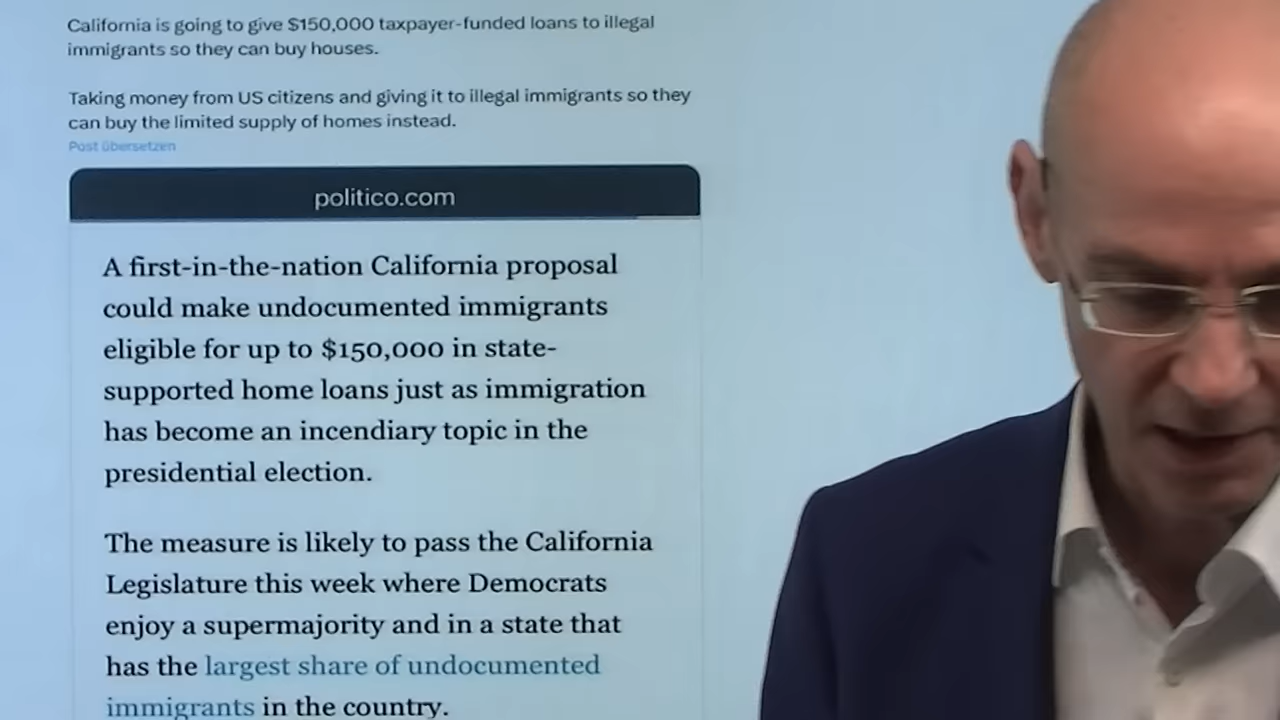 California is going to give $150,000 taxpayer-funded loans to illegal
immigrants so they can buy houses.
Taking money from US citizens and giving it to illegal immigrants so they
can buy the limited supply of homes instead.
Post übersetzen
politico.com
A first-in-the-nation California proposal
could make undocumented immigrants
eligible for up to $150,000 in state-
supported home loans just as immigration
has become an incendiary topic in the
presidential election.
The measure is likely to pass the California
Legislature this week where Democrats
enjoy a supermajority and in a state that
has the largest share of undocumented
immigrants in the country.